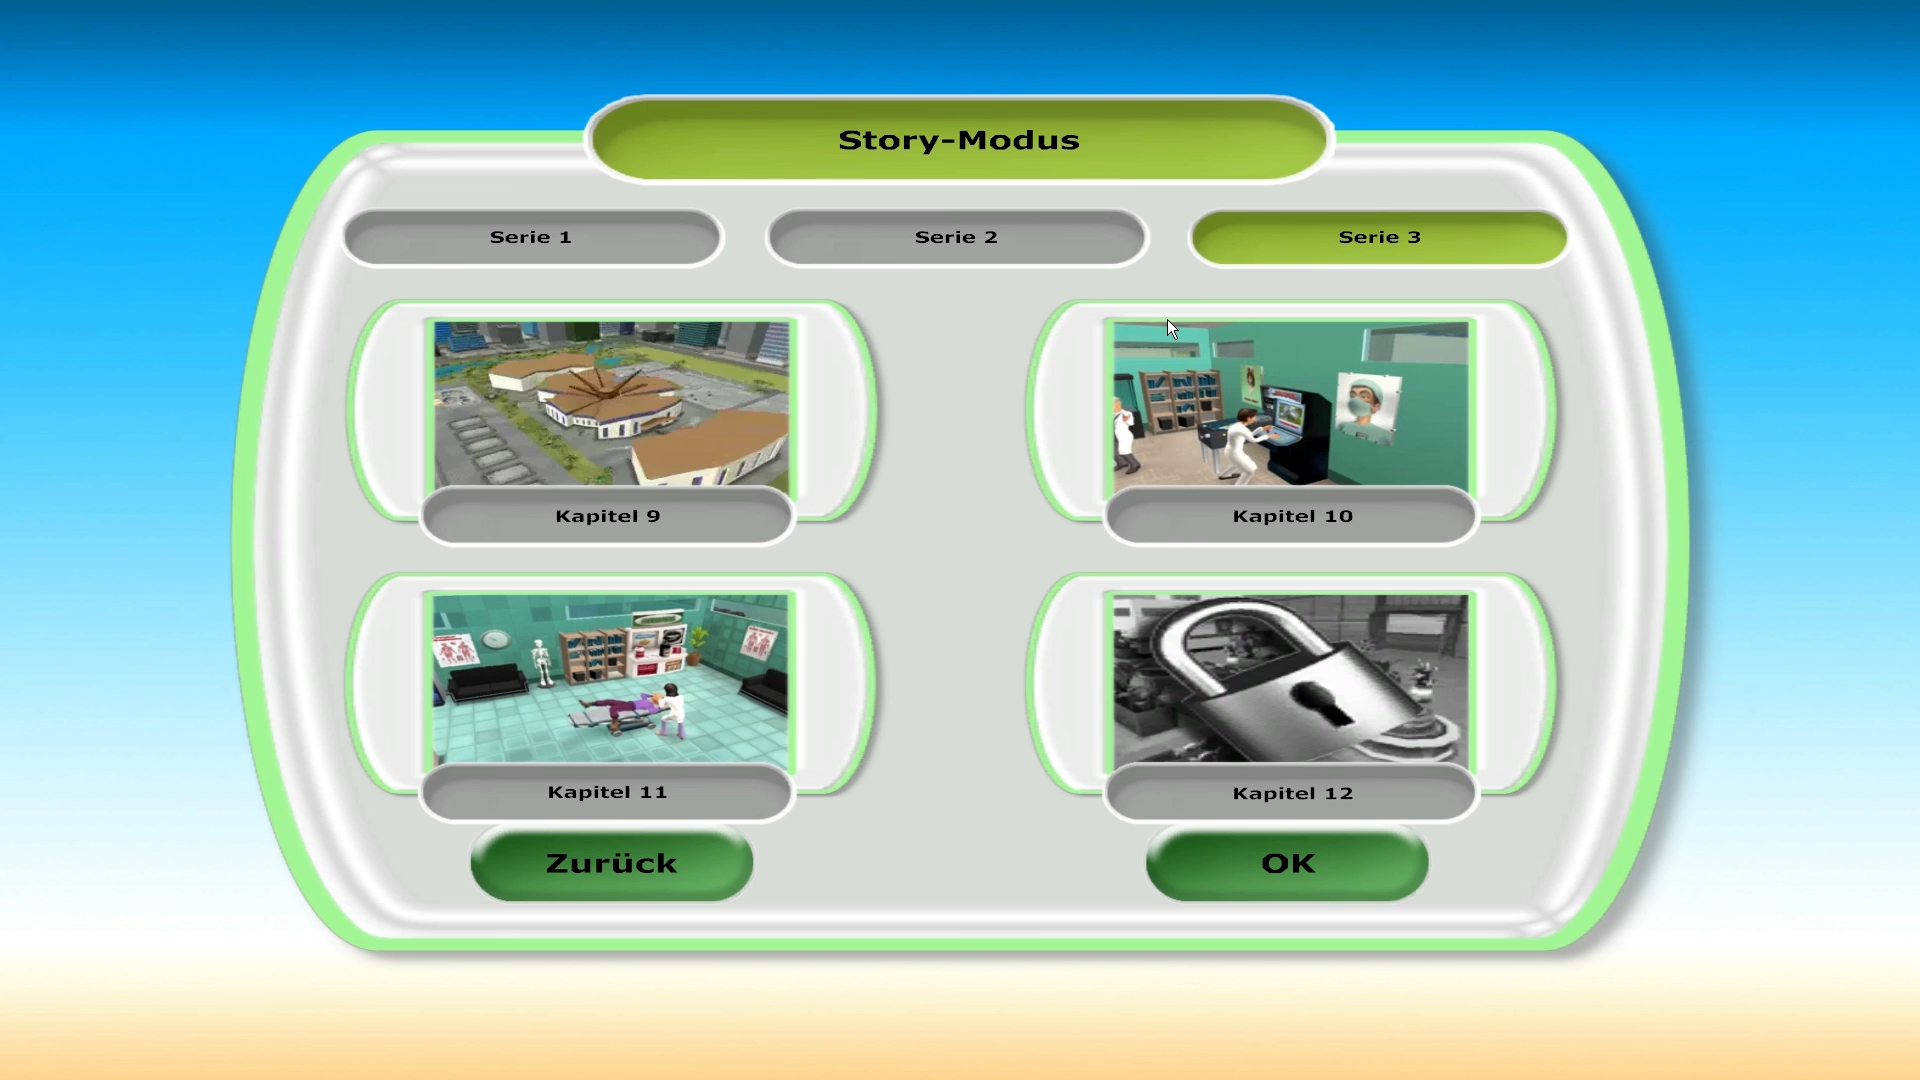 Story-Modus
Serie 1
Serie 2
Serie 3
Kapitel 9
Kapitel 10
Kapitel 11
Kapitel 12
Zurück
OK